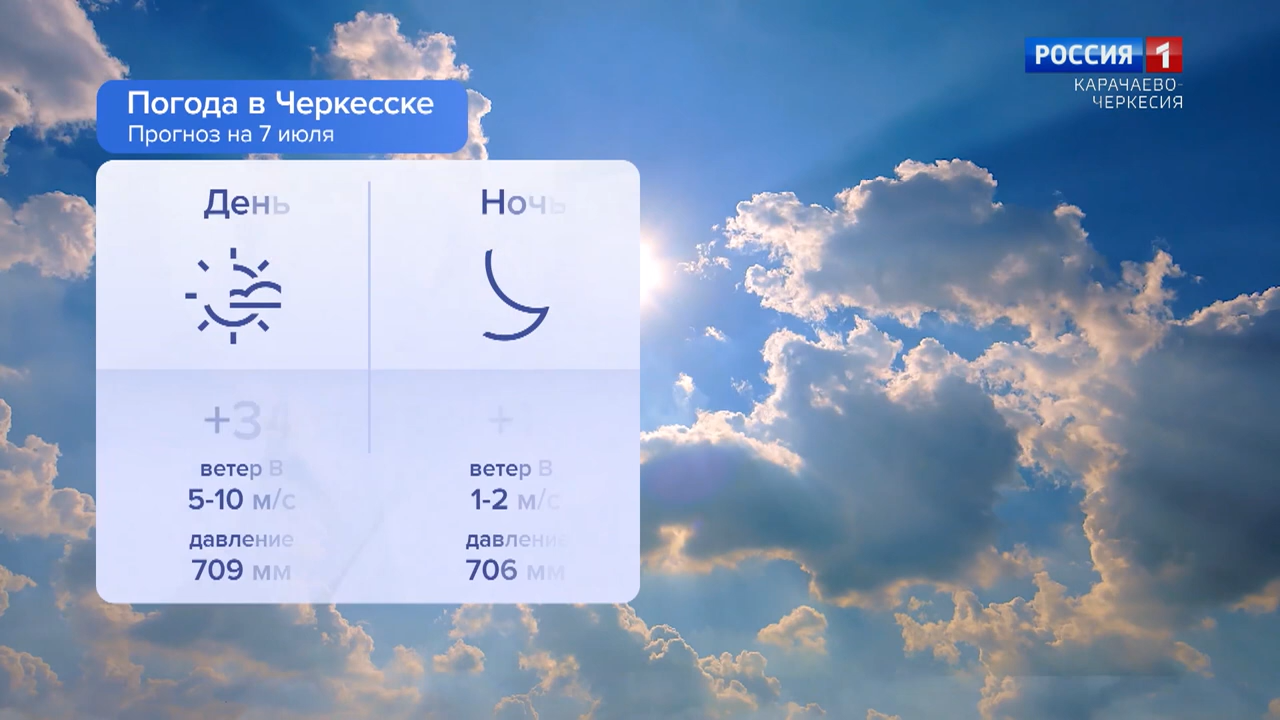 РОССИЯ 1
КАРАЧАЕВО-
ЧЕРКЕСИЯ
Погода в Черкесске
Прогноз на 7 июля
День
Ночь
+34
ветер В
5-10 м/с
давление
709 мм
ветер В
1-2 м/с
давление
706 мм